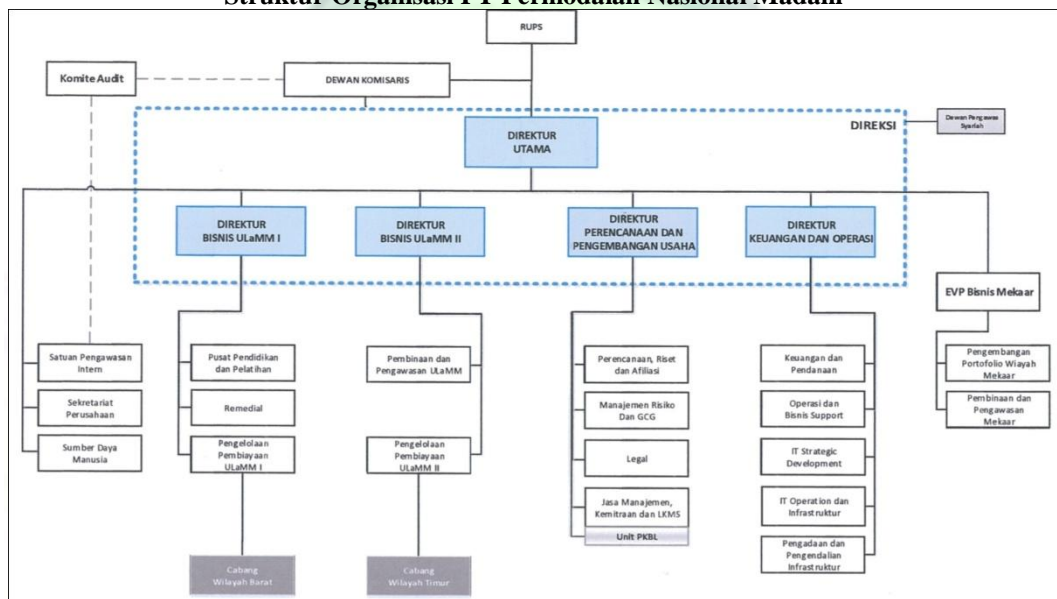 Struktur Organisasi PT Permodalan Nasional Madani
RUPS
Komite Audit
DEWAN KOMISARIS
DIREKSI
Dewan Pengawas
Syariah
DIREKTUR
UTAMA
DIREKTUR
BISNIS ULaMM I
DIREKTUR
BISNIS ULaMM II
DIREKTUR
PERENCANAAN DAN
PENGEMBANGAN USAHA
DIREKTUR
KEUANGAN DAN OPERASI
EVP Bisnis Mekaar
Satuan Pengawasan
Intern
Sekretariat
Perusahaan
Sumber Daya
Manusia
Pusat Pendidikan
dan Pelatihan
Remedial
Pengelolaan
Pembiayaan
ULaMM I
Cabang
Wilayah Barat
Pembinaan dan
Pengawasan ULaMM
Pengelolaan
Pembiayaan
ULaMM II
Cabang
Wilayah Timur
Perencanaan, Riset
dan Afiliasi
Manajemen Risiko
Dan GCG
Legal
Jasa Manajemen,
Kemitraan dan LKMS
Unit PKBL
Keuangan dan
Pendanaan
Operasi dan
Bisnis Support
IT Strategic
Development
IT Operation dan
Infrastruktur
Pengadaan dan
Pengendalian
Infrastruktur
Pengembangan
Portofolio Wiayah
Mekaar
Pembinaan dan
Pengawasan
Mekaar